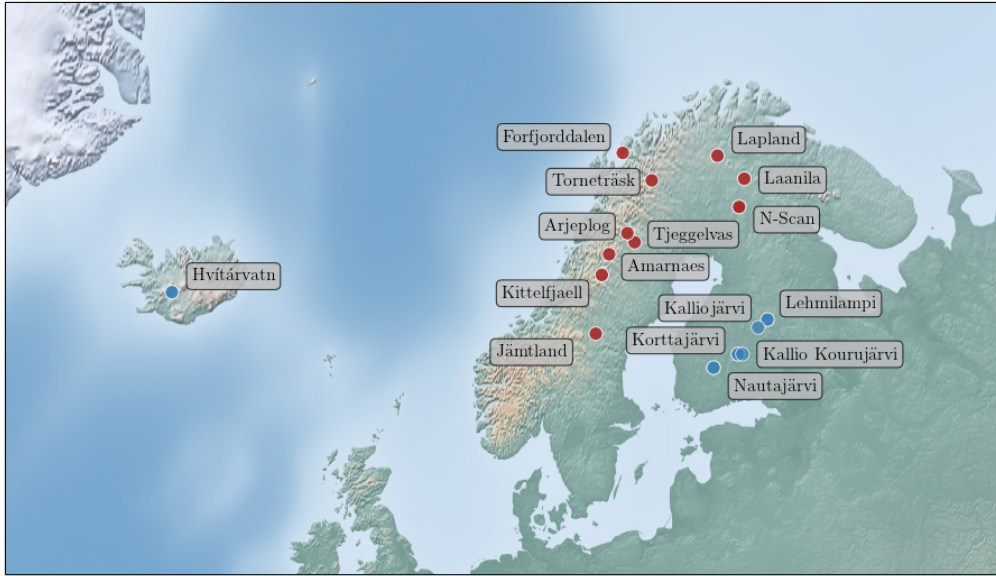 Forfjorddalen
Lapland
Torneträsk
Laanila
N-Scan
Arjeplog
Tjeggelvas
Amarnaes
Hvítárvatn
Kittelfjaell
Kalliojärvi
Lehmilampi
Korttajärvi
Jämtland
Kallio Kourujärvi
Nautajärvi